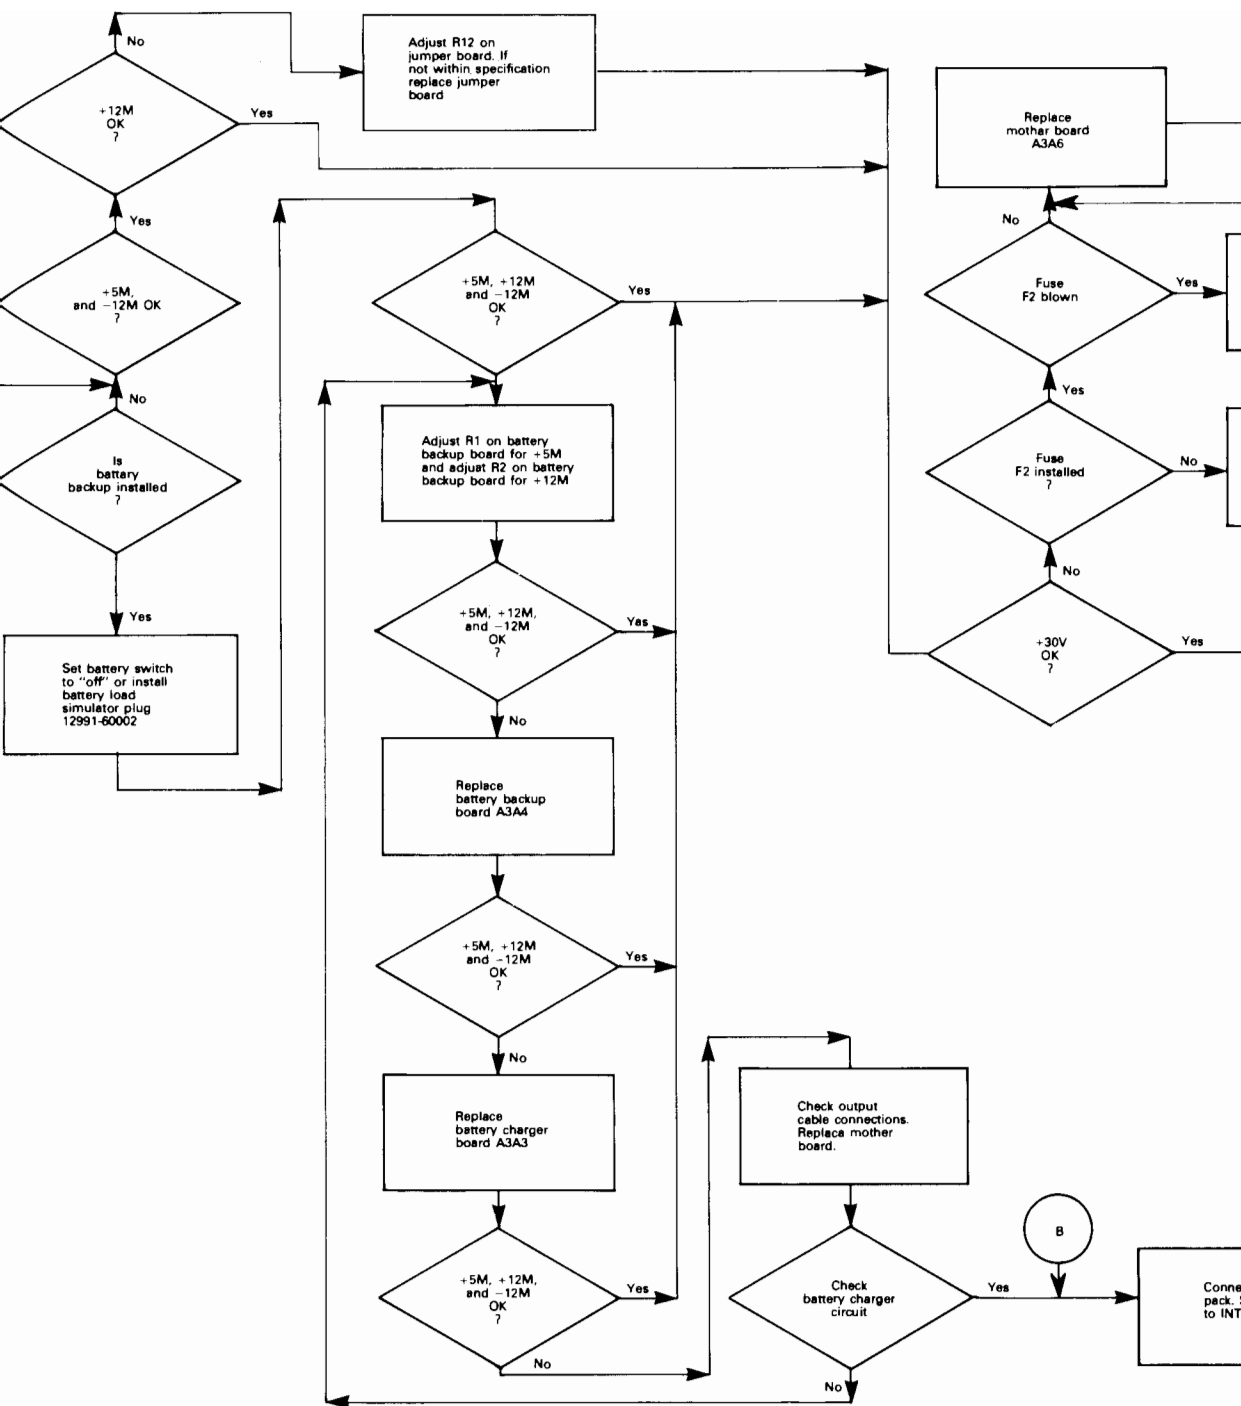 No
Adjust R12 on
jumper board. If
not within specification
replace jumper
board
+12M
OK
?
Yes
Replace
mothar board
A3A6
Yes
No
+5M,
and −12M OK
?
+5M, +12M
and −12M
OK
?
Yes
Fuse
F2 blown
Yes
No
Yes
Is
battary
backup installed
?
Adjust R1 on battery
backup board for +5M
and adjust R2 on battery
backup board for +12M
Fuse
F2 installed
?
No
No
Yes
Set battery switch
to "off" or install
battery load
simulator plug
12991-60002
+5M, +12M,
and −12M
OK
?
Yas
+30V
OK
?
Yes
No
Replace
battery backup
board A3A4
+5M, +12M
and −12M
OK
?
Yes
No
Replace
battery charger
board A3A3
Check output
cable connections.
Replaca mother
board.
+5M, +12M,
and −12M
OK
?
Yes
No
Check
battery charger
circuit
Yes
No
B
Conne
pack.
to INT